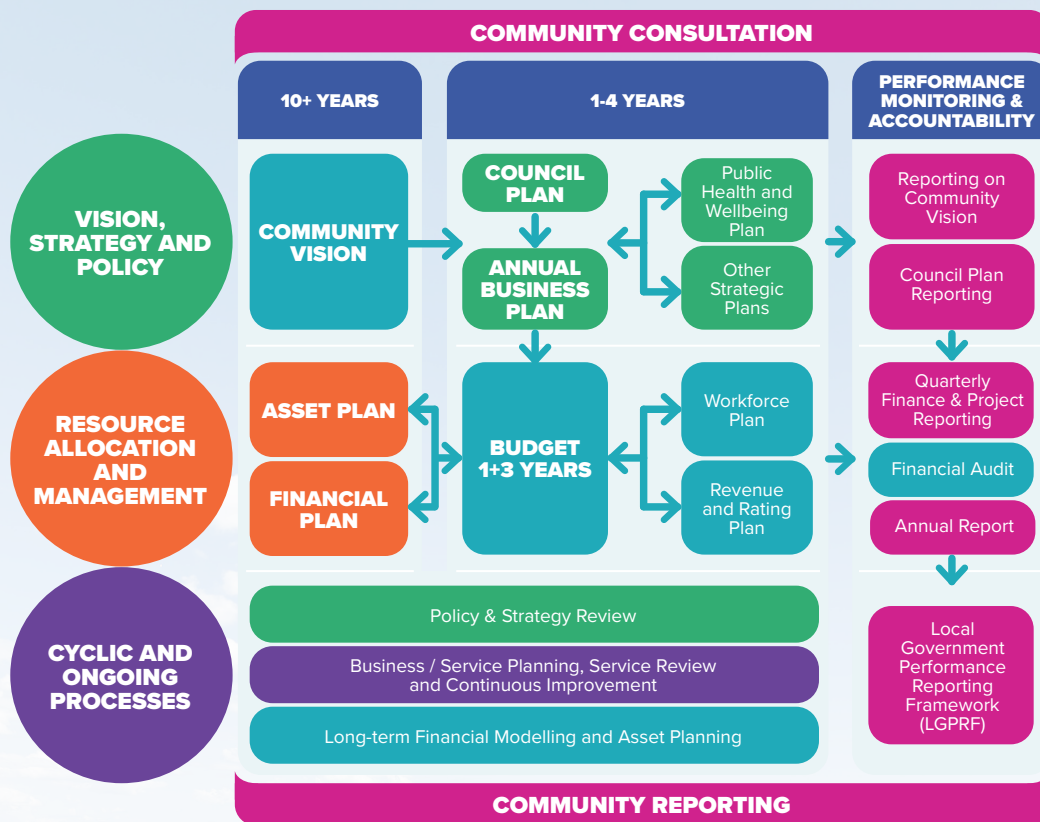 COMMUNITY CONSULTATION
10+ YEARS
1-4 YEARS
PERFORMANCE
MONITORING &
ACCOUNTABILITY
VISION,
STRATEGY AND
POLICY
COMMUNITY
VISION
COUNCIL
PLAN
ANNUAL
BUSINESS
PLAN
Public
Health and
Wellbeing
Plan
Other
Strategic
Plans
Reporting on
Community
Vision
Council Plan
Reporting
RESOURCE
ALLOCATION
AND
MANAGEMENT
ASSET PLAN
FINANCIAL
PLAN
BUDGET
1+3 YEARS
Workforce
Plan
Revenue
and Rating
Plan
Quarterly
Finance & Project
Reporting
Financial Audit
Annual Report
CYCLIC AND
ONGOING
PROCESSES
Policy & Strategy Review
Business / Service Planning, Service Review
and Continuous Improvement
Long-term Financial Modelling and Asset Planning
Local
Government
Performance
Reporting
Framework
(LGPRF)
COMMUNITY REPORTING